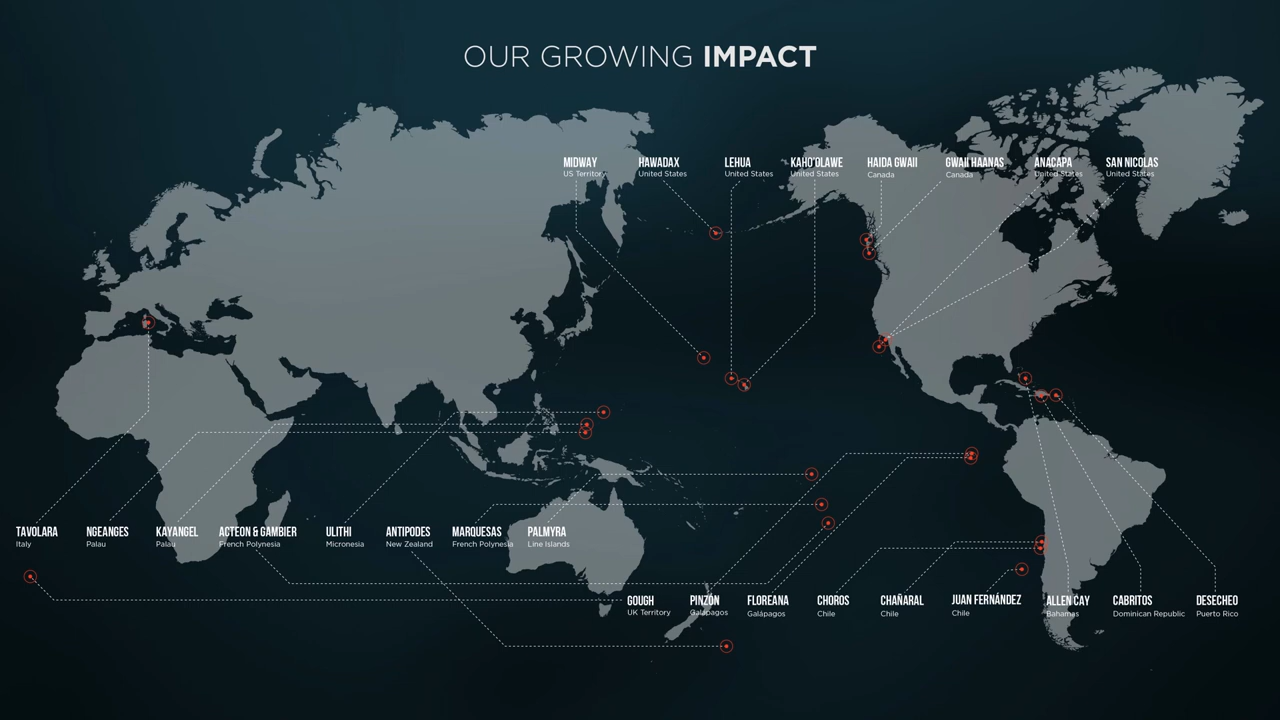 OUR GROWING IMPACT
MIDWAY
US Territory
HAWADAX
United States
LEHUA
United States
KAHO'OLAWE
United States
HAIDA GWAII
Canada
GWAII HAANAS
Canada
ANACAPA
United States
SAN NICOLAS
United States
TAVOLARA
Italy
NGEANGES
Palau
KAYANGEL
Palau
ACTEON & GAMBIER
French Polynesia
ULITHI
Micronesia
ANTIPODES
New Zealand
MARQUESAS
French Polynesia
PALMYRA
Line Islands
GOUGH
UK Territory
PINZÓN
Galápagos
FLOREANA
Galápagos
CHOROS
Chile
CHAÑARAL
Chile
JUAN FERNÁNDEZ
Chile
ALLEN CAY
Bahamas
CABRITOS
Dominican Republic
DESECHEO
Puerto Rico